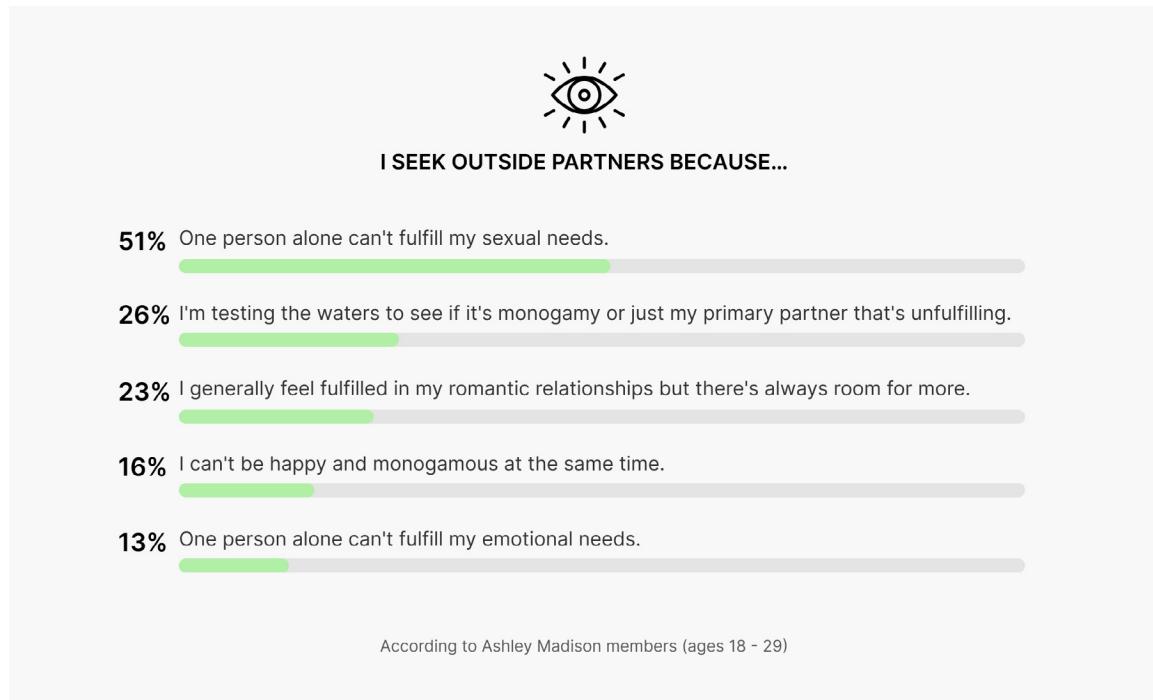 I SEEK OUTSIDE PARTNERS BECAUSE...
51% One person alone can't fulfill my sexual needs.
26% I'm testing the waters to see if it's monogamy or just my primary partner that's unfulfilling.
23% I generally feel fulfilled in my romantic relationships but there's always room for more.
16% I can't be happy and monogamous at the same time.
13% One person alone can't fulfill my emotional needs.
According to Ashley Madison members (ages 18 - 29)